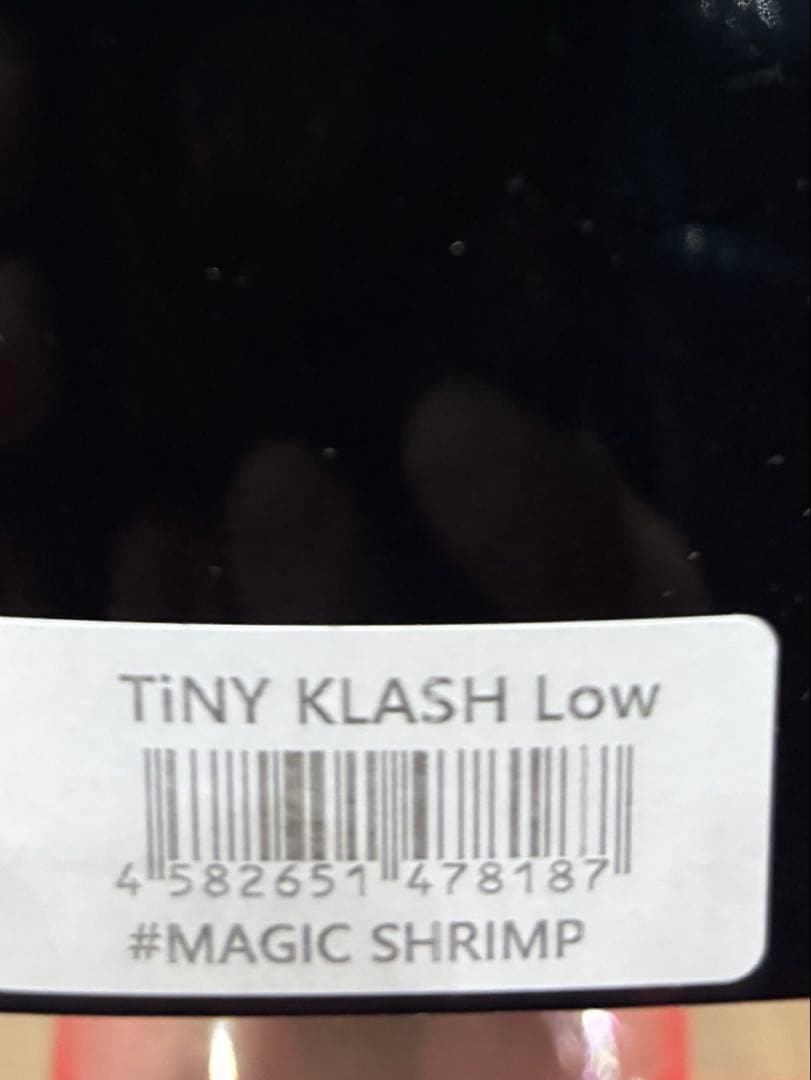 TiNY KLASH Low
4 582651 478187
#MAGIC SHRIMP